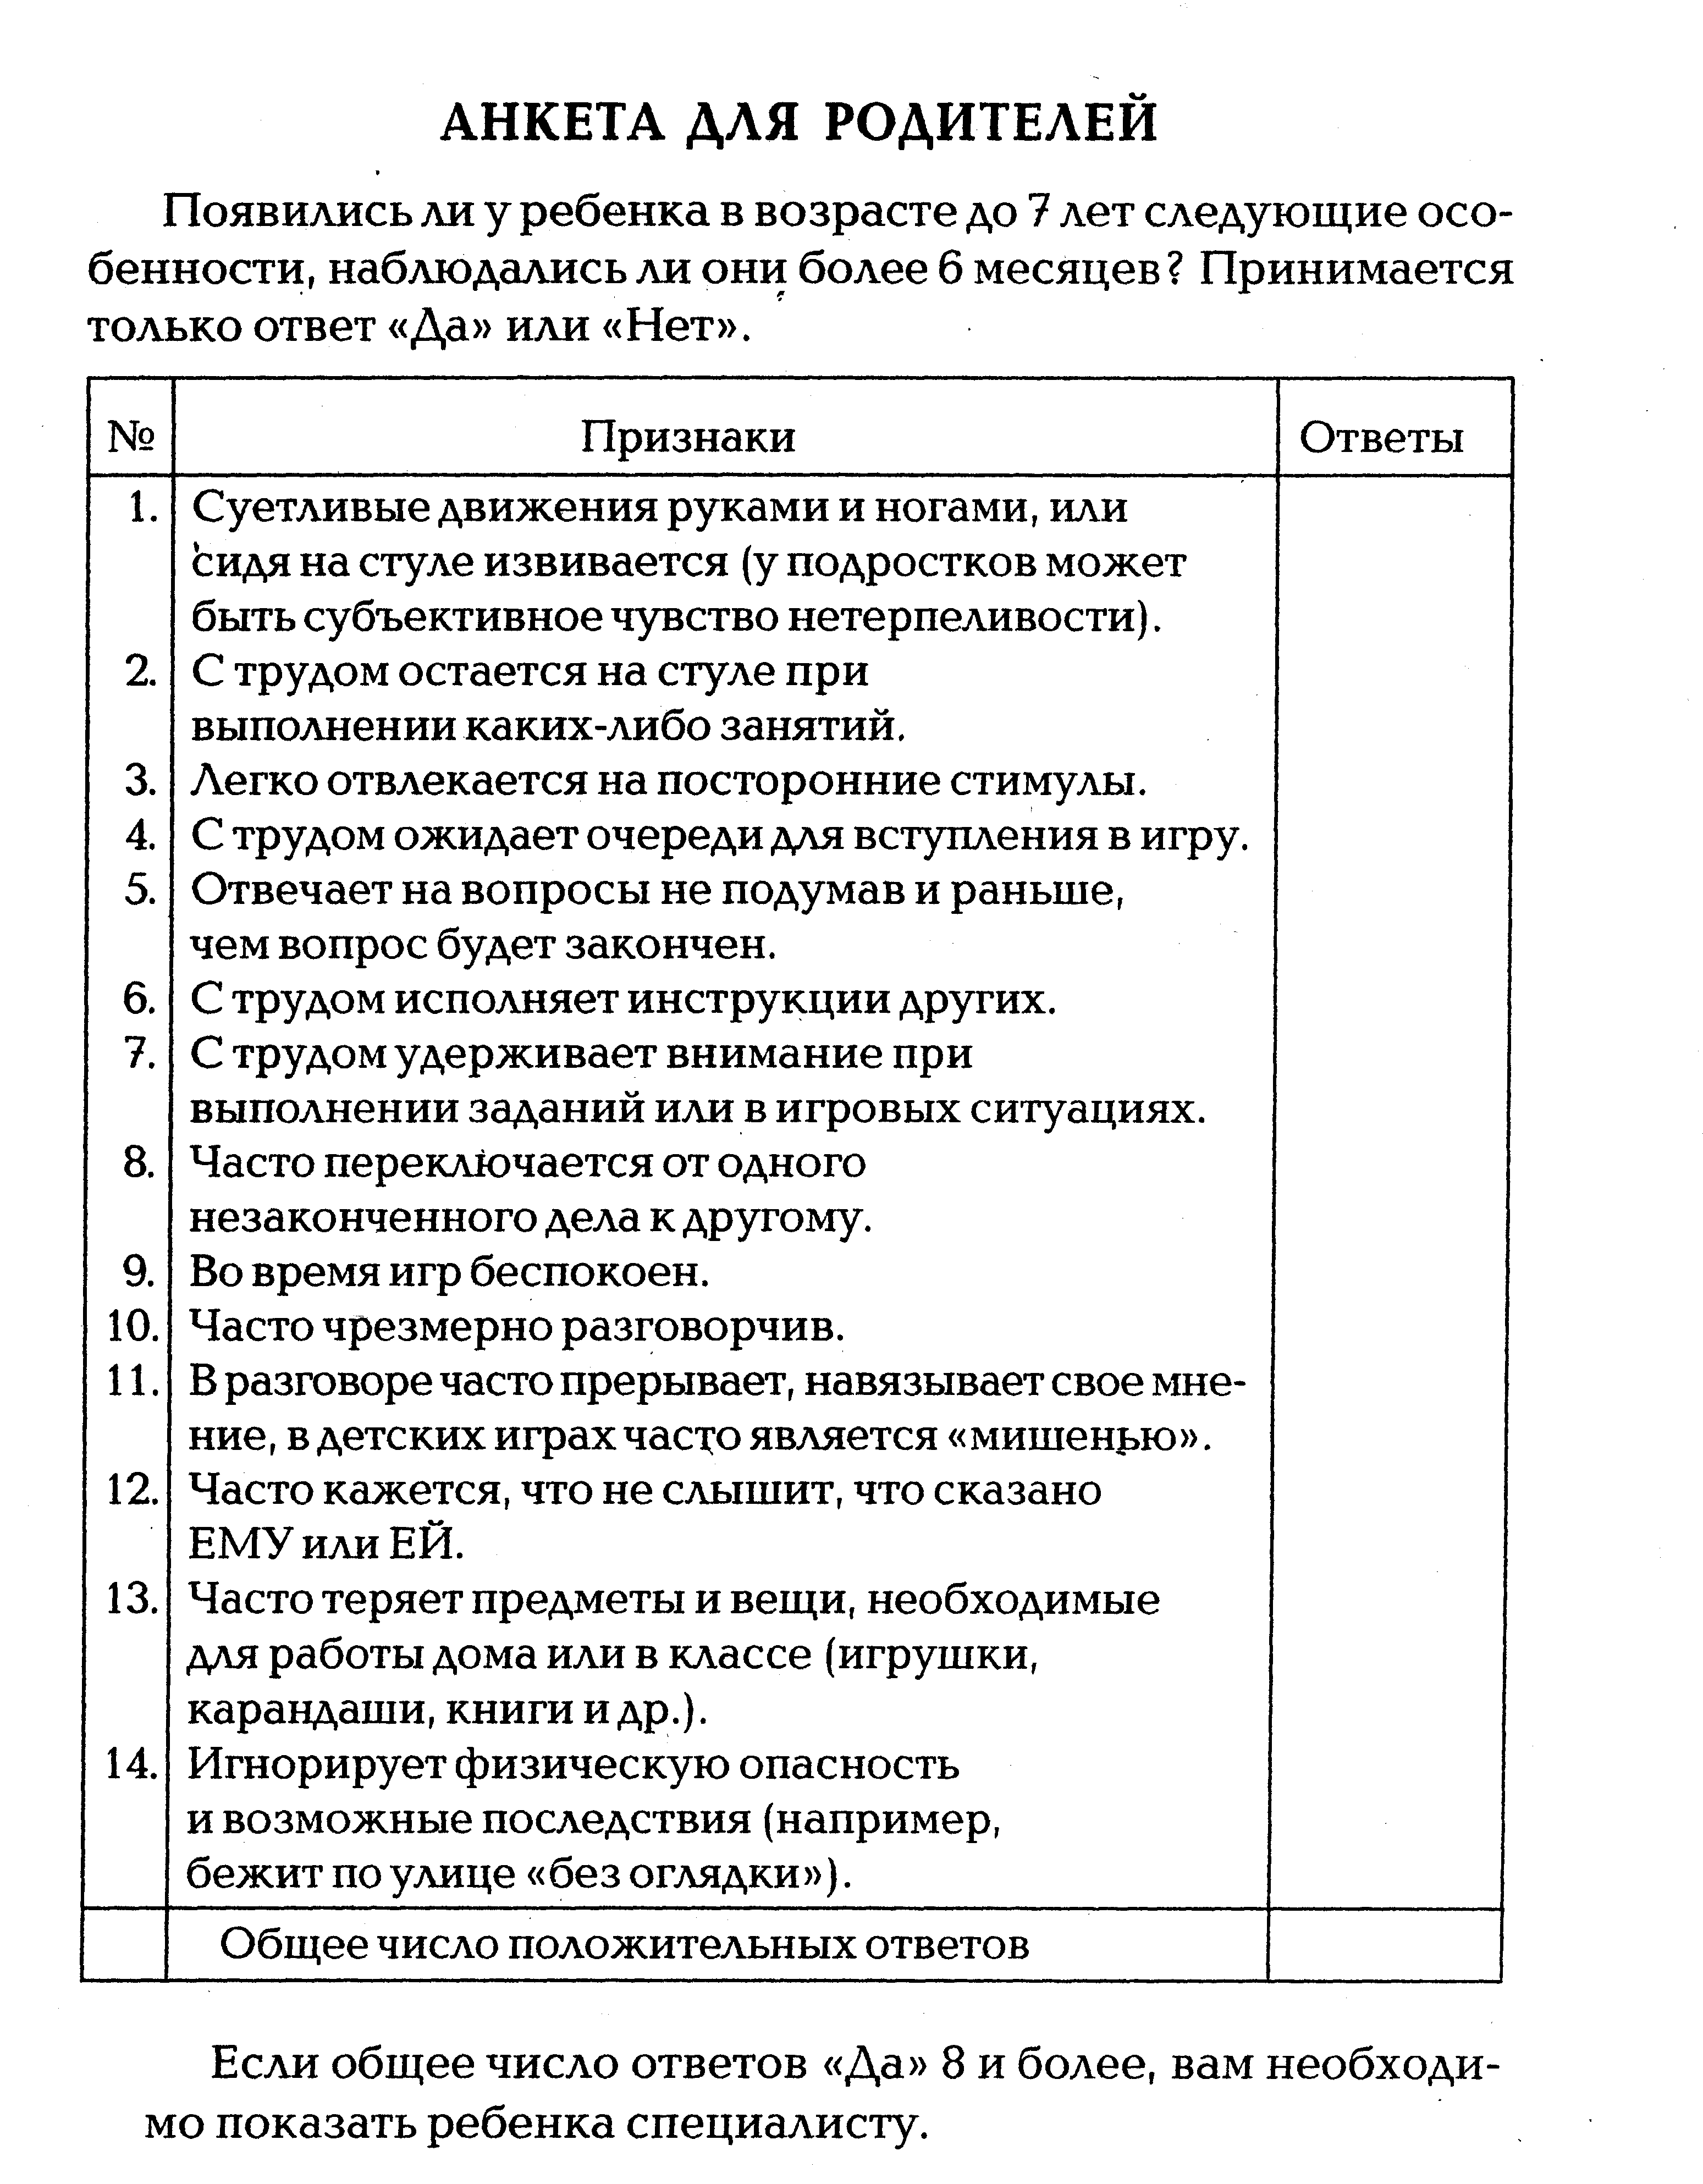 АНКЕТА ДЛЯ РОДИТЕЛЕЙ
Появились ли у ребенка в возрасте до 7 лет следующие осо-
бенности, наблюдались ли они более 6 месяцев? Принимается
только ответ «Да» или «Нет».
№ Признаки Ответы
1. Суетливые движения руками и ногами, или
сидя на стуле извивается (у подростков может
быть субъективное чувство нетерпеливости).
2. С трудом остается на стуле при
выполнении каких-либо занятий.
3. Легко отвлекается на посторонние стимулы.
4. С трудом ожидает очереди для вступления в игру.
5. Отвечает на вопросы не подумав и раньше,
чем вопрос будет закончен.
6. С трудом исполняет инструкции других.
7. С трудом удерживает внимание при
выполнении заданий или в игровых ситуациях.
8. Часто переключается от одного
незаконченного дела к другому.
9. Во время игр беспокоен.
10. Часто чрезмерно разговорчив.
11. В разговоре часто прерывает, навязывает свое мне-
ние, в детских играх часто является «мишенью».
12. Часто кажется, что не слышит, что сказано
ЕМУ или ЕЙ.
13. Часто теряет предметы и вещи, необходимые
для работы дома или в классе (игрушки,
карандаши, книги и др.).
14. Игнорирует физическую опасность
и возможные последствия (например,
бежит по улице «без оглядки»).
Общее число положительных ответов
Если общее число ответов «Да» 8 и более, вам необходи-
мо показать ребенка специалисту.